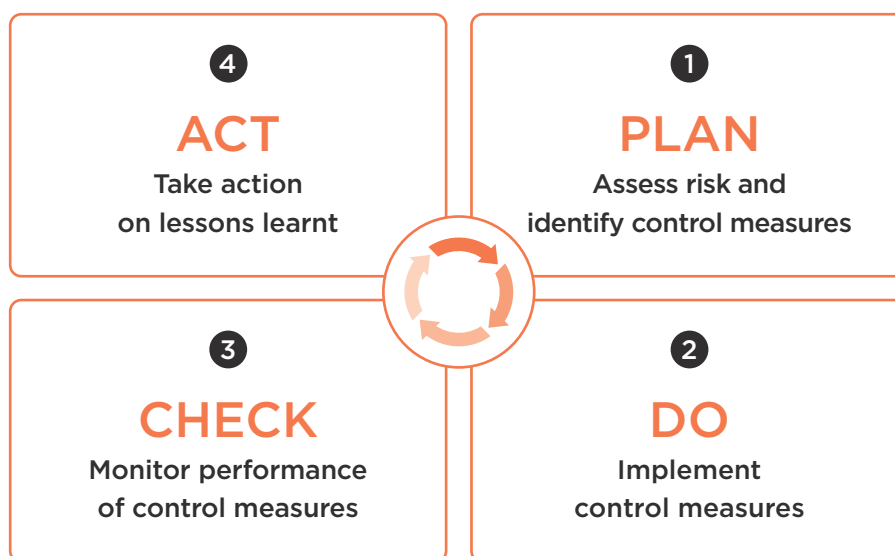 4
ACT
Take action
on lessons learnt
1
PLAN
Assess risk and
identify control measures
3
CHECK
Monitor performance
of control measures
2
DO
Implement
control measures